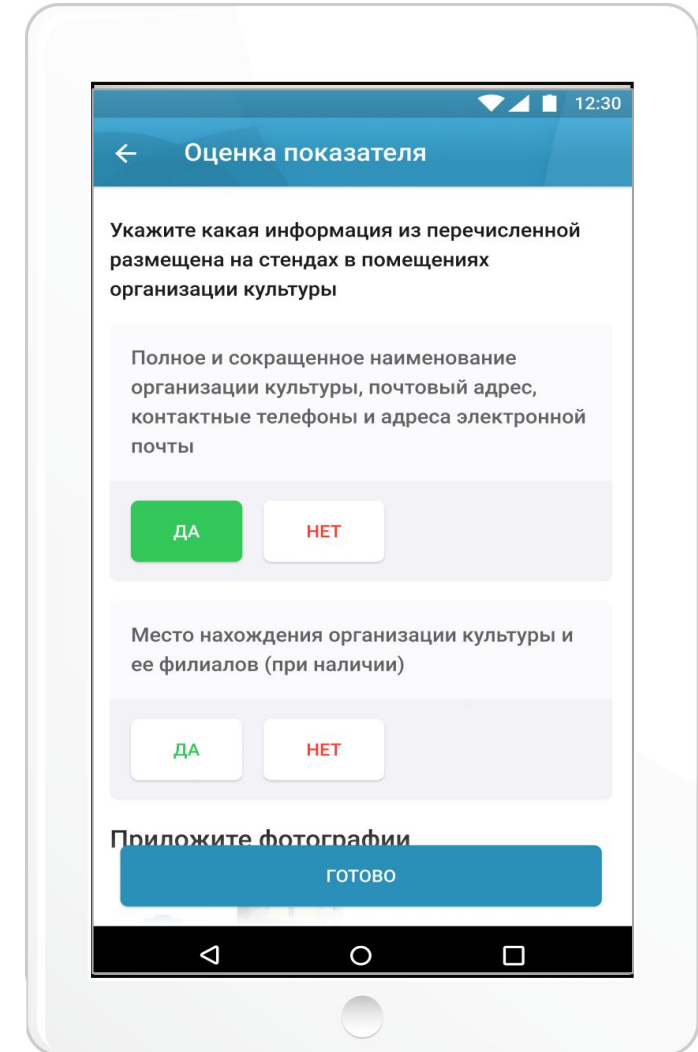 12:30
Оценка показателя
Укажите какая информация из перечисленной
размещена на стендах в помещениях
организации культуры
Полное и сокращенное наименование
организации культуры, почтовый адрес,
контактные телефоны и адреса электронной
почты
ДА НЕТ
Место нахождения организации культуры и
ее филиалов (при наличии)
ДА НЕТ
Приложите фотографии
ГОТОВО